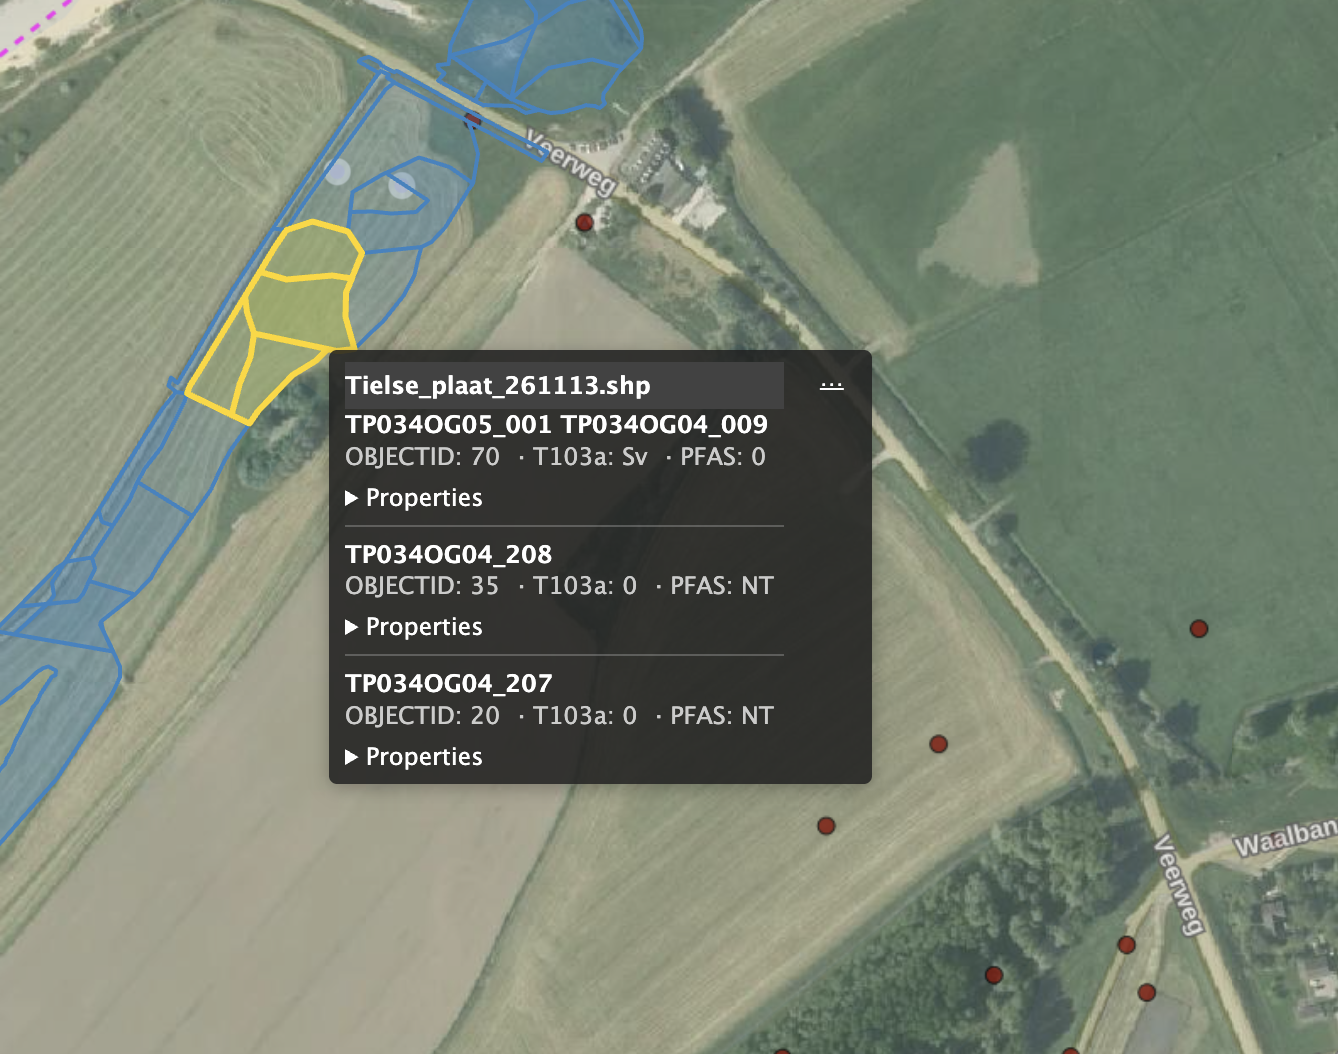 Veerweg
Tielse_plaat_261113.shp
...
TP034OG05_001 TP034OG04_009
OBJECTID: 70 · T103a: Sv · PFAS: 0
▶ Properties
TP034OG04_208
OBJECTID: 35 · T103a: 0 · PFAS: NT
▶ Properties
TP034OG04_207
OBJECTID: 20 · T103a: 0 · PFAS: NT
▶ Properties
Waalban
Veerweg